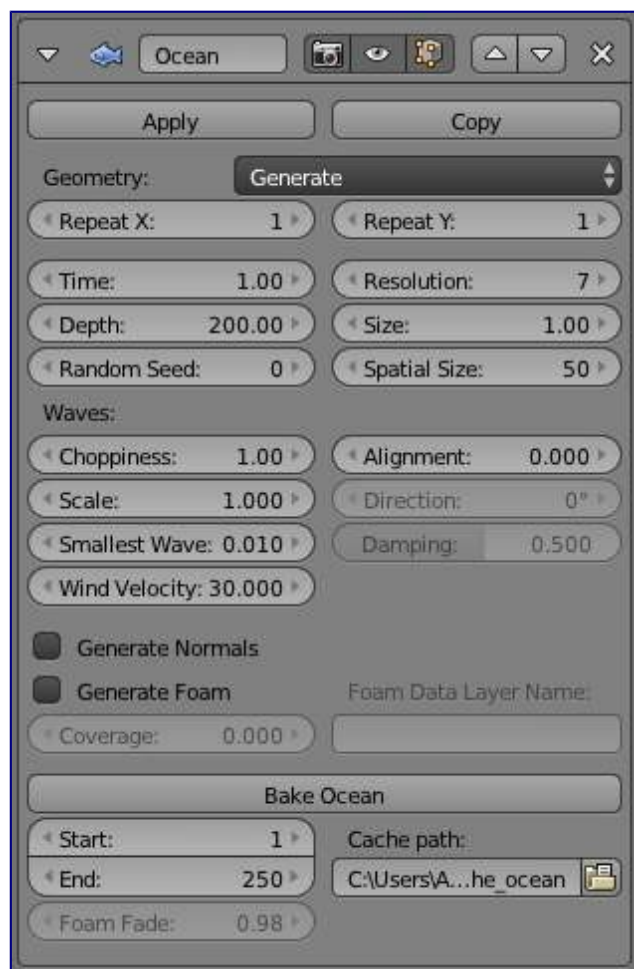 Ocean
Apply Copy
Geometry: Generate
Repeat X: 1 Repeat Y: 1
Time: 1.00 Resolution: 7
Depth: 200.00 Size: 1.00
Random Seed: 0 Spatial Size: 50
Waves:
Choppiness: 1.00 Alignment: 0.000
Scale: 1.000 Direction: 0°
Smallest Wave: 0.010 Damping: 0.500
Wind Velocity: 30.000
Generate Normals
Generate Foam Foam Data Layer Name:
Coverage: 0.000
Bake Ocean
Start: 1 Cache path:
End: 250 C:\Users\A...he_ocean
Foam Fade: 0.98